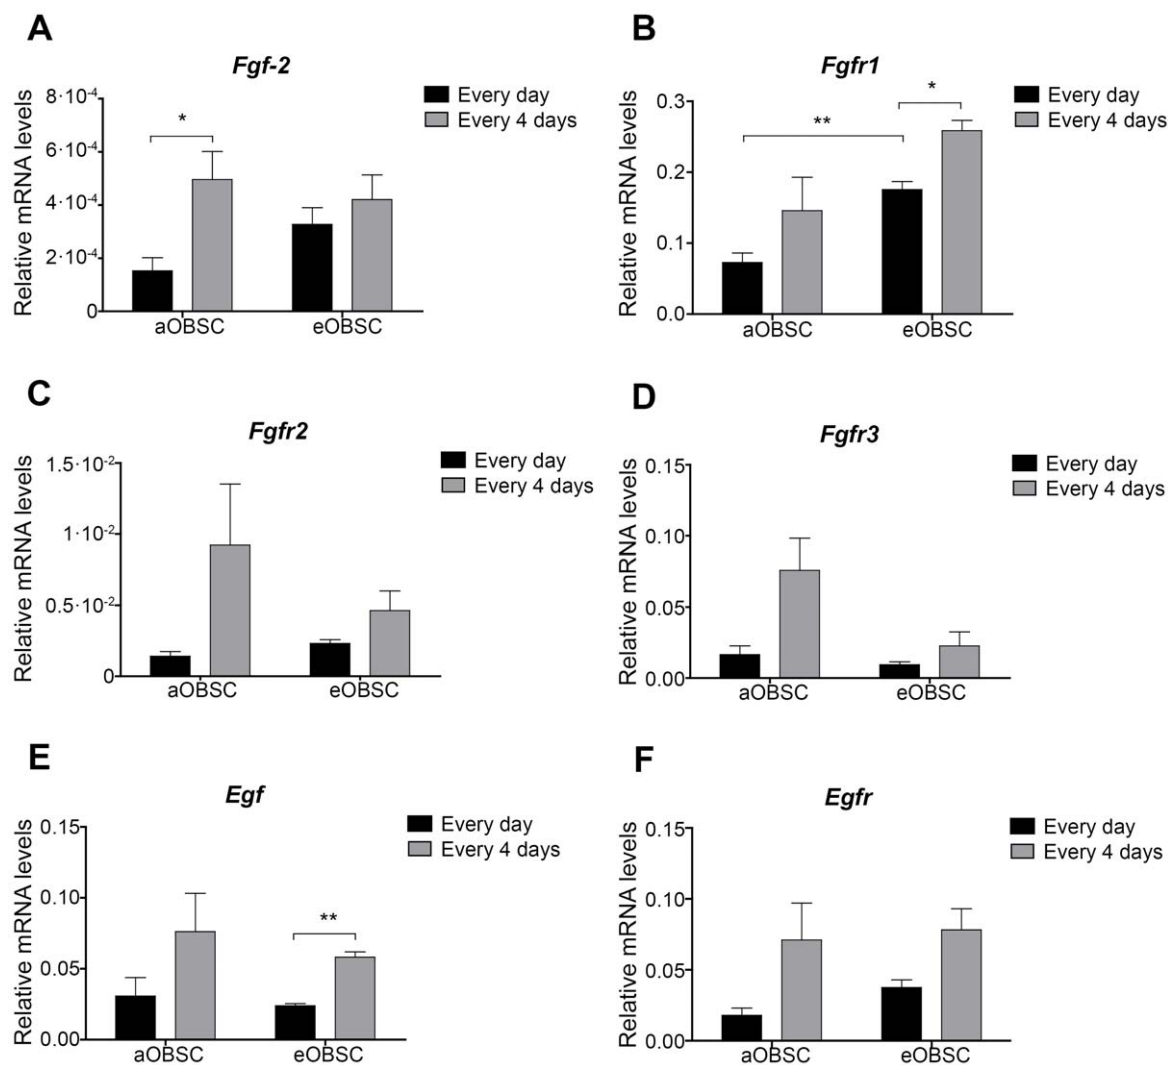 A
Fgf-2
Relative mRNA levels
8·10-4
6·10-4
4·10-4
2·10-4
0
*
aOBSC
eOBSC
Every day
Every 4 days
B
Fgfr1
Relative mRNA levels
0.3
0.2
0.1
0.0
**
*
aOBSC
eOBSC
Every day
Every 4 days
C
Fgfr2
Relative mRNA levels
1.5·10-2
1·10-2
0.5·10-2
0
aOBSC
eOBSC
Every day
Every 4 days
D
Fgfr3
Relative mRNA levels
0.15
0.10
0.05
0.00
aOBSC
eOBSC
Every day
Every 4 days
E
Egf
Relative mRNA levels
0.15
0.10
0.05
0.00
**
aOBSC
eOBSC
Every day
Every 4 days
F
Egfr
Relative mRNA levels
0.15
0.10
0.05
0.00
aOBSC
eOBSC
Every day
Every 4 days